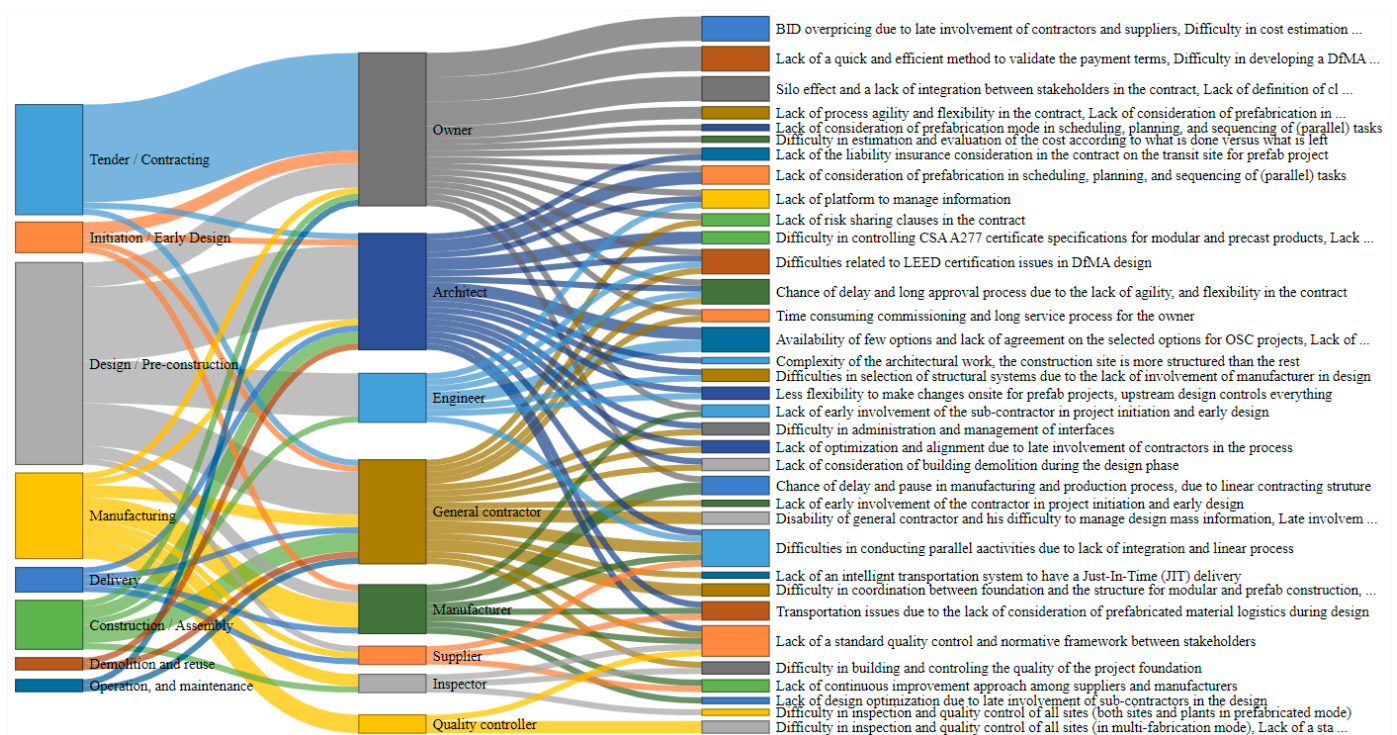 Tender / Contracting
Initiation / Early Design
Design / Pre-construction
Manufacturing
Delivery
Construction / Assembly
Demolition and reuse
Operation, and maintenance
Owner
Architect
Engineer
General contractor
Manufacturer
Supplier
Inspector
Quality controller
BID overpricing due to late involvement of contractors and suppliers, Difficulty in cost estimation ...
Lack of a quick and efficient method to validate the payment terms, Difficulty in developing a DfMA ...
Silo effect and a lack of integration between stakeholders in the contract, Lack of definition of cl ...
Lack of process agility and flexibility in the contract, Lack of consideration of prefabrication in ...
Lack of consideration of prefabrication mode in scheduling, planning, and sequencing of (parallel) tasks
Difficulty in estimation and evaluation of the cost according to what is done versus what is left
Lack of the liability insurance consideration in the contract on the transit site for prefab project
Lack of consideration of prefabrication in scheduling, planning, and sequencing of (parallel) tasks
Lack of platform to manage information
Lack of risk sharing clauses in the contract
Difficulty in controlling CSA A277 certificate specifications for modular and precast products, Lack ...
Difficulties related to LEED certification issues in DfMA design
Chance of delay and long approval process due to the lack of agility, and flexibility in the contract
Time consuming commissioning and long service process for the owner
Availability of few options and lack of agreement on the selected options for OSC projects, Lack of ...
Complexity of the architectural work, the construction site is more structured than the rest
Difficulties in selection of structural systems due to the lack of involvement of manufacturer in design
Less flexibility to make changes onsite for prefab projects, upstream design controls everything
Lack of early involvement of the sub-contractor in project initiation and early design
Difficulty in administration and management of interfaces
Lack of optimization and alignment due to late involvement of contractors in the process
Lack of consideration of building demolition during the design phase
Chance of delay and pause in manufacturing and production process, due to linear contracting struture
Lack of early involvement of the contractor in project initiation and early design
Disability of general contractor and his difficulty to manage design mass information, Late involvem ...
Difficulties in conducting parallel aactivities due to lack of integration and linear process
Lack of an intellignt transportation system to have a Just-In-Time (JIT) delivery
Difficulty in coordination between foundation and the structure for modular and prefab construction, ...
Transportation issues due to the lack of consideration of prefabricated material logistics during design
Lack of a standard quality control and normative framework between stakeholders
Difficulty in building and controling the quality of the project foundation
Lack of continuous improvement approach among suppliers and manufacturers
Lack of design optimization due to late involvement of sub-contractors in the design
Difficulty in inspection and quality control of all sites (both sites and plants in prefabricated mode)
Difficulty in inspection and quality control of all sites (in multi-fabrication mode), Lack of a sta ...